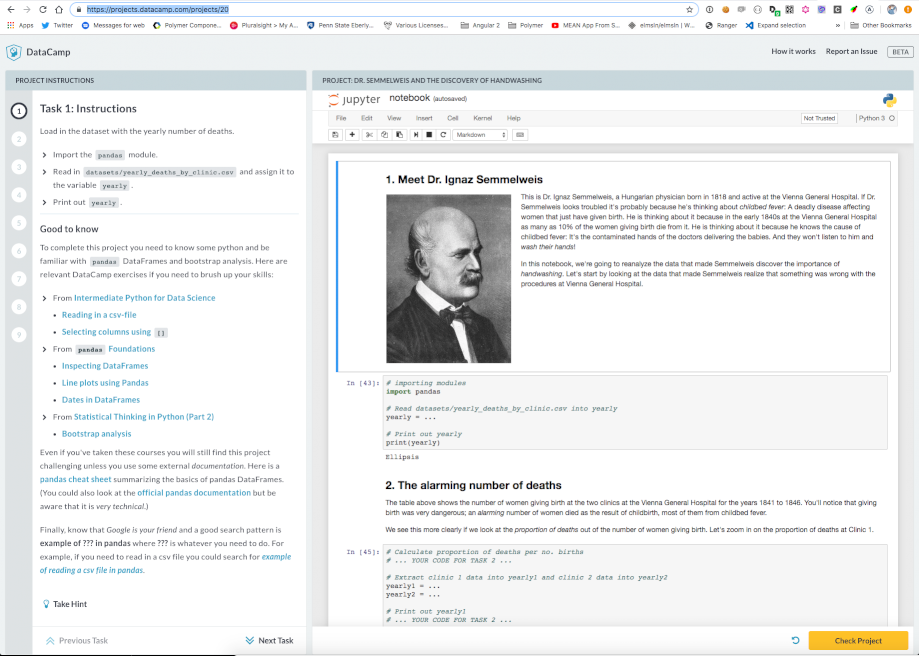 https://projects.datacamp.com/projects/20
Apps
Twitter
Messages for web
Polymer Compone...
Pluralsight > My A...
Penn State Eberly...
Various Licenses...
Angular 2
Polymer
MEAN App From S...
elmsln/elmsln | W...
Ranger
Expand selection
»
Other Bookmarks
DataCamp
How it works
Report an Issue
BETA
PROJECT INSTRUCTIONS
1
2
3
4
5
6
7
8
9
Task 1: Instructions
Load in the dataset with the yearly number of deaths.
Import the pandas module.
Read in datasets/yearly_deaths_by_clinic.csv and assign it to
the variable yearly .
Print out yearly .
Good to know
To complete this project you need to know some python and be
familiar with pandas DataFrames and bootstrap analysis. Here are
relevant DataCamp exercises if you need to brush up your skills:
From Intermediate Python for Data Science
• Reading in a csv-file
• Selecting columns using []
From pandas Foundations
• Inspecting DataFrames
• Line plots using Pandas
• Dates in DataFrames
From Statistical Thinking in Python (Part 2)
• Bootstrap analysis
Even if you've taken these courses you will still find this project
challenging unless you use some external documentation. Here is a
pandas cheat sheet summarizing the basics of pandas DataFrames.
(You could also look at the official pandas documentation but be
aware that it is very technical.)
Finally, know that Google is your friend and a good search pattern is
example of ??? in pandas where ??? is whatever you need to do. For
example, if you need to read in a csv file you could search for example
of reading a csv file in pandas.
Take Hint
Previous Task
Next Task
PROJECT: DR. SEMMELWEIS AND THE DISCOVERY OF HANDWASHING
jupyter notebook (autosaved)
File
Edit
View
Insert
Cell
Kernel
Help
Not Trusted
Python 3
Markdown
1. Meet Dr. Ignaz Semmelweis
This is Dr. Ignaz Semmelweis, a Hungarian physician born in 1818 and active at the Vienna General Hospital. If Dr.
Semmelweis looks troubled it's probably because he's thinking about childbed fever: A deadly disease affecting
women that just have given birth. He is thinking about it because in the early 1840s at the Vienna General Hospital
as many as 10% of the women giving birth die from it. He is thinking about it because he knows the cause of
childbed fever: It's the contaminated hands of the doctors delivering the babies. And they won't listen to him and
wash their hands!
In this notebook, we're going to reanalyze the data that made Semmelweis discover the importance of
handwashing. Let's start by looking at the data that made Semmelweis realize that something was wrong with the
procedures at Vienna General Hospital.
In [43]:
# importing modules
import pandas
# Read datasets/yearly_deaths_by_clinic.csv into yearly
yearly = ...
# Print out yearly
print(yearly)
Ellipsis
2. The alarming number of deaths
The table above shows the number of women giving birth at the two clinics at the Vienna General Hospital for the years 1841 to 1846. You'll notice that giving
birth was very dangerous; an alarming number of women died as the result of childbirth, most of them from childbed fever.
We see this more clearly if we look at the proportion of deaths out of the number of women giving birth. Let's zoom in on the proportion of deaths at Clinic 1.
In [45]:
# Calculate proportion of deaths per no. births
# ... YOUR CODE FOR TASK 2 ...
# Extract clinic 1 data into yearly1 and clinic 2 data into yearly2
yearly1 = ...
yearly2 = ...
# Print out yearly1
# ... YOUR CODE FOR TASK 2 ...
Check Project